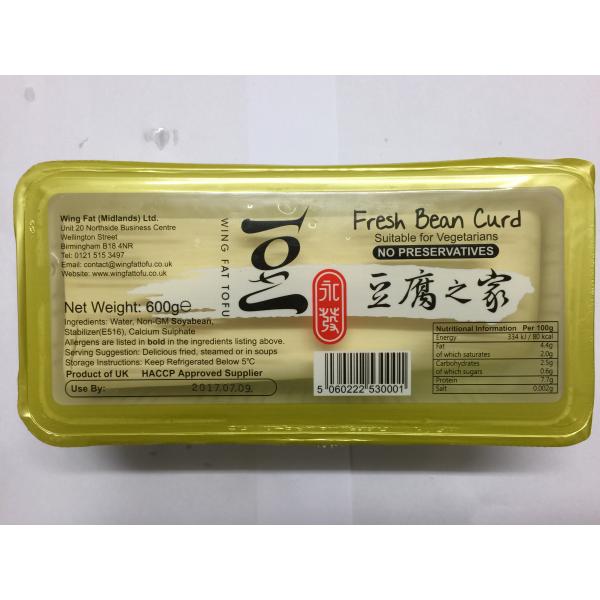 Wing Fat (Midlands) Ltd.
Unit 20 Northside Business Centre
Wellington Street
Birmingham B18 4NR
Tel: 0121 515 3497
Email: contact@wingfattofu.co.uk
Website: www.wingfattofu.co.uk
Net Weight: 600g℮
Ingredients: Water, Non-GM Soyabean,
Stabilizer(E516), Calcium Sulphate
Allergens are listed in bold in the ingredients listing above.
Serving Suggestion: Delicious fried, steamed or in soups
Storage Instructions: Keep Refrigerated Below 5°C
Product of UK HACCP Approved Supplier
Use By: 2017.07.09.
WING FAT TOFU
豆
永發
Fresh Bean Curd
Suitable for Vegetarians
NO PRESERVATIVES
豆腐之家
5 060222 530001
Nutritional Information Per 100g
Energy 334 kJ / 80 kcal
Fat 4.4g
of which saturates 2.0g
Carbohydrates 2.5g
of which sugars 0.6g
Protein 7.7g
Salt 0.002g